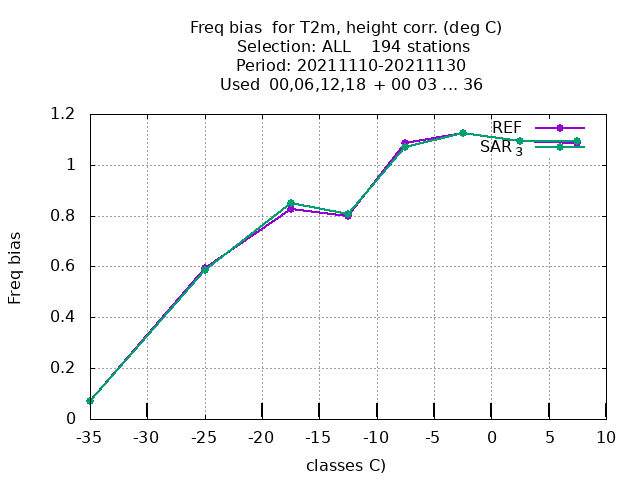 Freq bias  for T2m, height corr. (deg C)
Selection: ALL    194 stations
Period: 20211110-20211130
Used  00,06,12,18  + 00 03 ... 36
REF
SAR 3
1.2
1
0.8
0.6
0.4
0.2
0
Freq bias
-35 -30 -25 -20 -15 -10 -5 0 5 10
classes C)